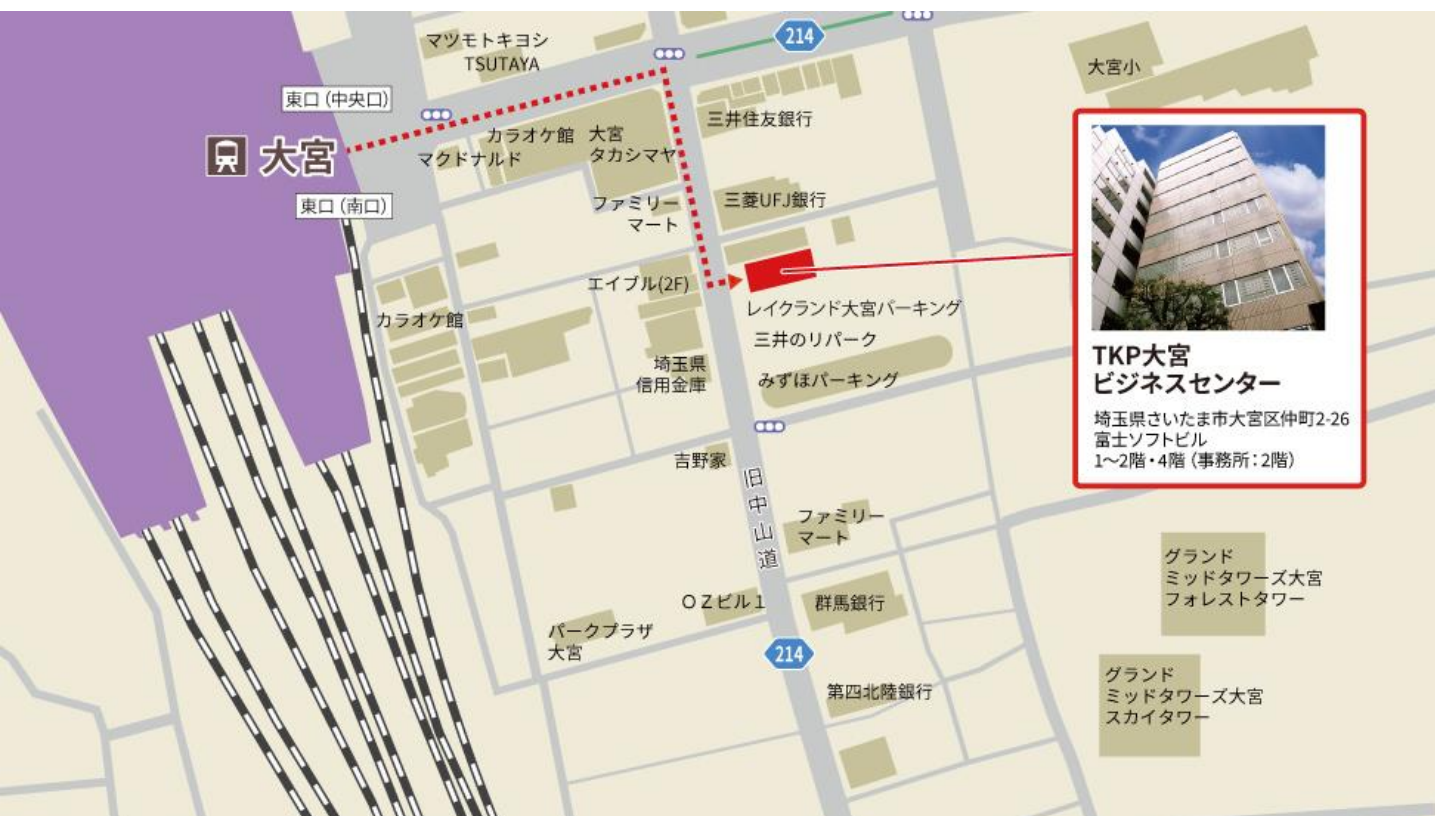 214
マツモトキヨシ
TSUTAYA
大宮小
東口（中央口）
大宮
カラオケ館
マクドナルド
大宮
タカシマヤ
三井住友銀行
東口（南口）
ファミリー
マート
三菱UFJ銀行
エイブル(2F)
カラオケ館
レイクランド大宮パーキング
三井のリパーク
みずほパーキング
埼玉県
信用金庫
TKP大宮
ビジネスセンター
埼玉県さいたま市大宮区仲町2-26
富士ソフトビル
1〜2階・4階（事務所：2階）
吉野家
旧中山道
ファミリー
マート
グランド
ミッドタワーズ大宮
フォレストタワー
ＯＺビル１
群馬銀行
パークプラザ
大宮
214
第四北陸銀行
グランド
ミッドタワーズ大宮
スカイタワー